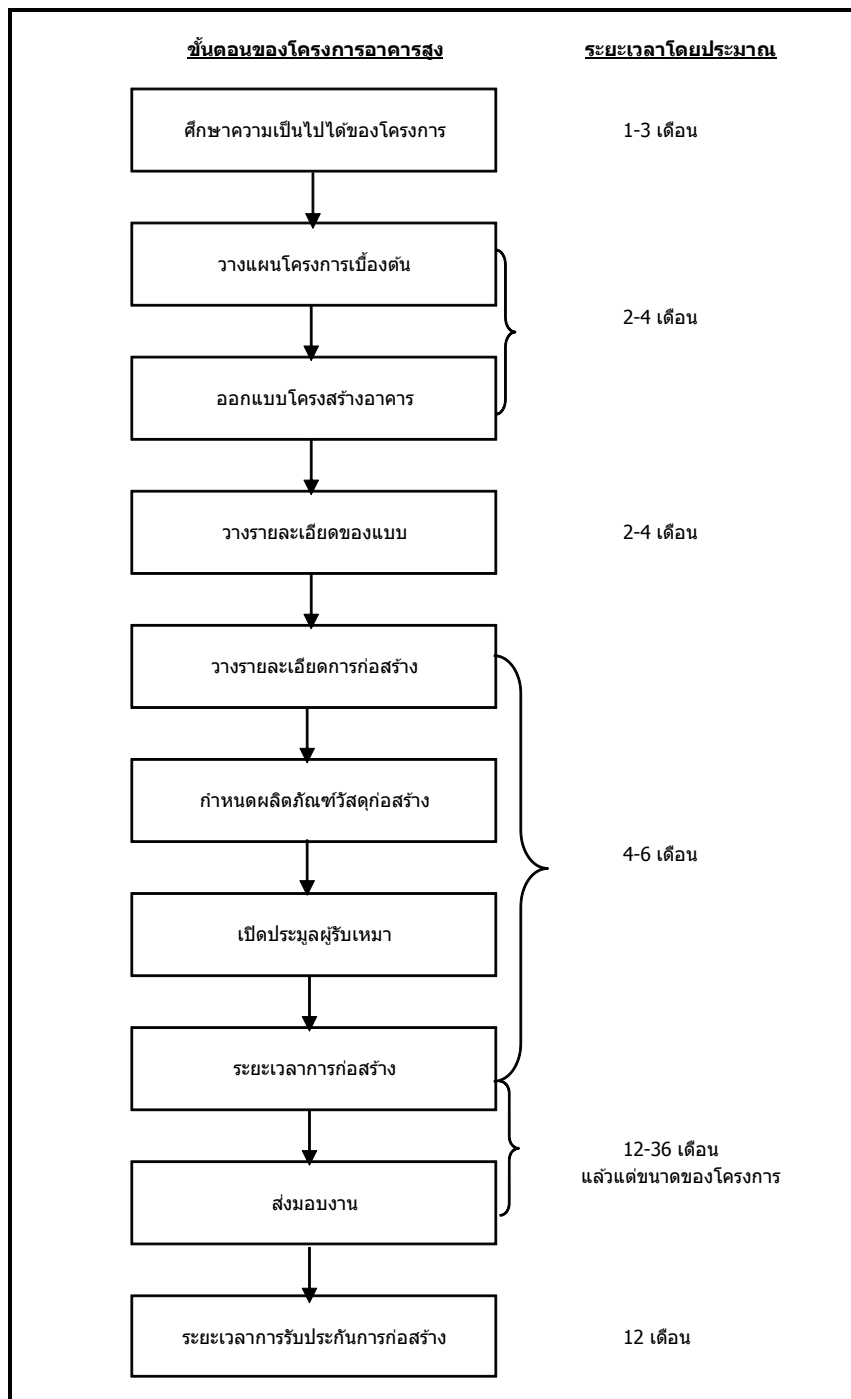 ขั้นตอนของโครงการอาคารสูง
ระยะเวลาโดยประมาณ
ศึกษาความเป็นไปได้ของโครงการ
1-3 เดือน
วางแผนโครงการเบื้องต้น
2-4 เดือน
ออกแบบโครงสร้างอาคาร
วางรายละเอียดของแบบ
2-4 เดือน
วางรายละเอียดการก่อสร้าง
กำหนดผลิตภัณฑ์วัสดุก่อสร้าง
4-6 เดือน
เปิดประมูลผู้รับเหมา
ระยะเวลาการก่อสร้าง
12-36 เดือน
แล้วแต่ขนาดของโครงการ
ส่งมอบงาน
ระยะเวลาการรับประกันการก่อสร้าง
12 เดือน